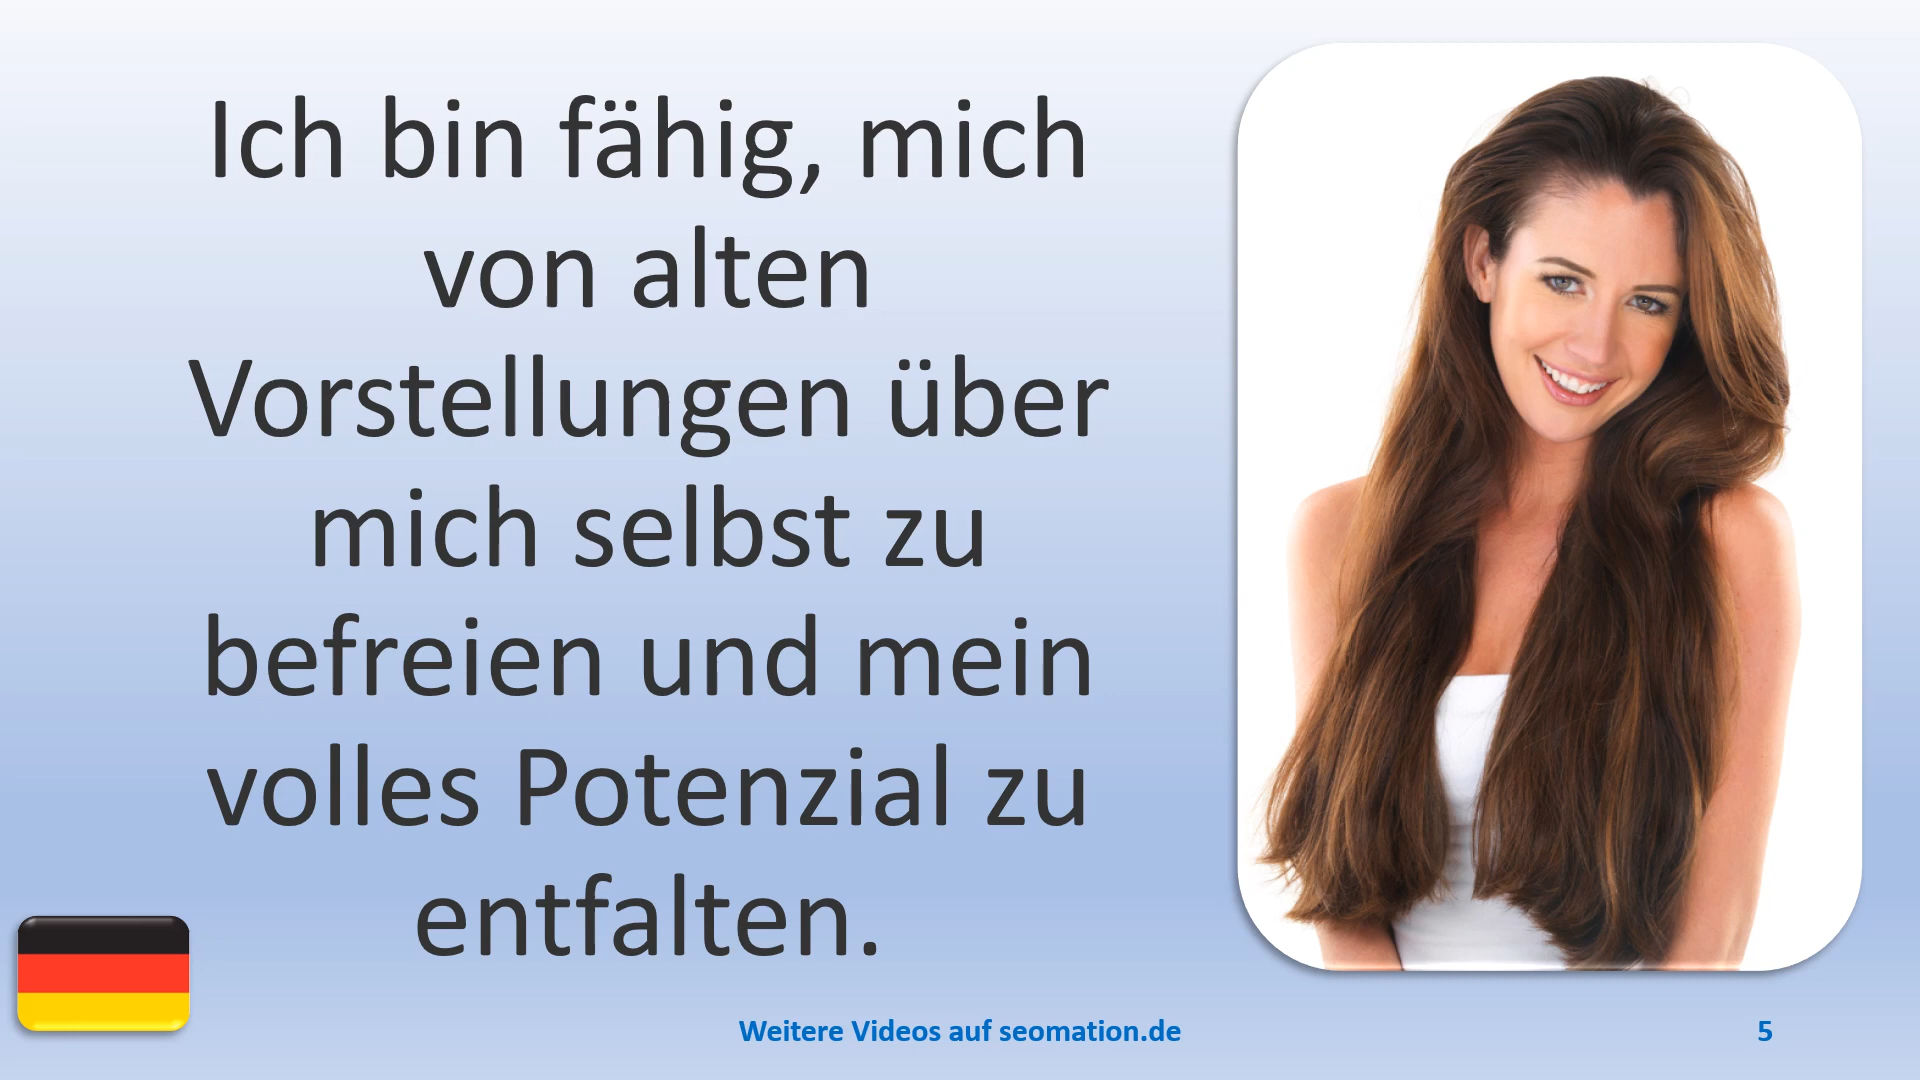 Ich bin fähig, mich
von alten
Vorstellungen über
mich selbst zu
befreien und mein
volles Potenzial zu
entfalten.
Weitere Videos auf seomation.de
5